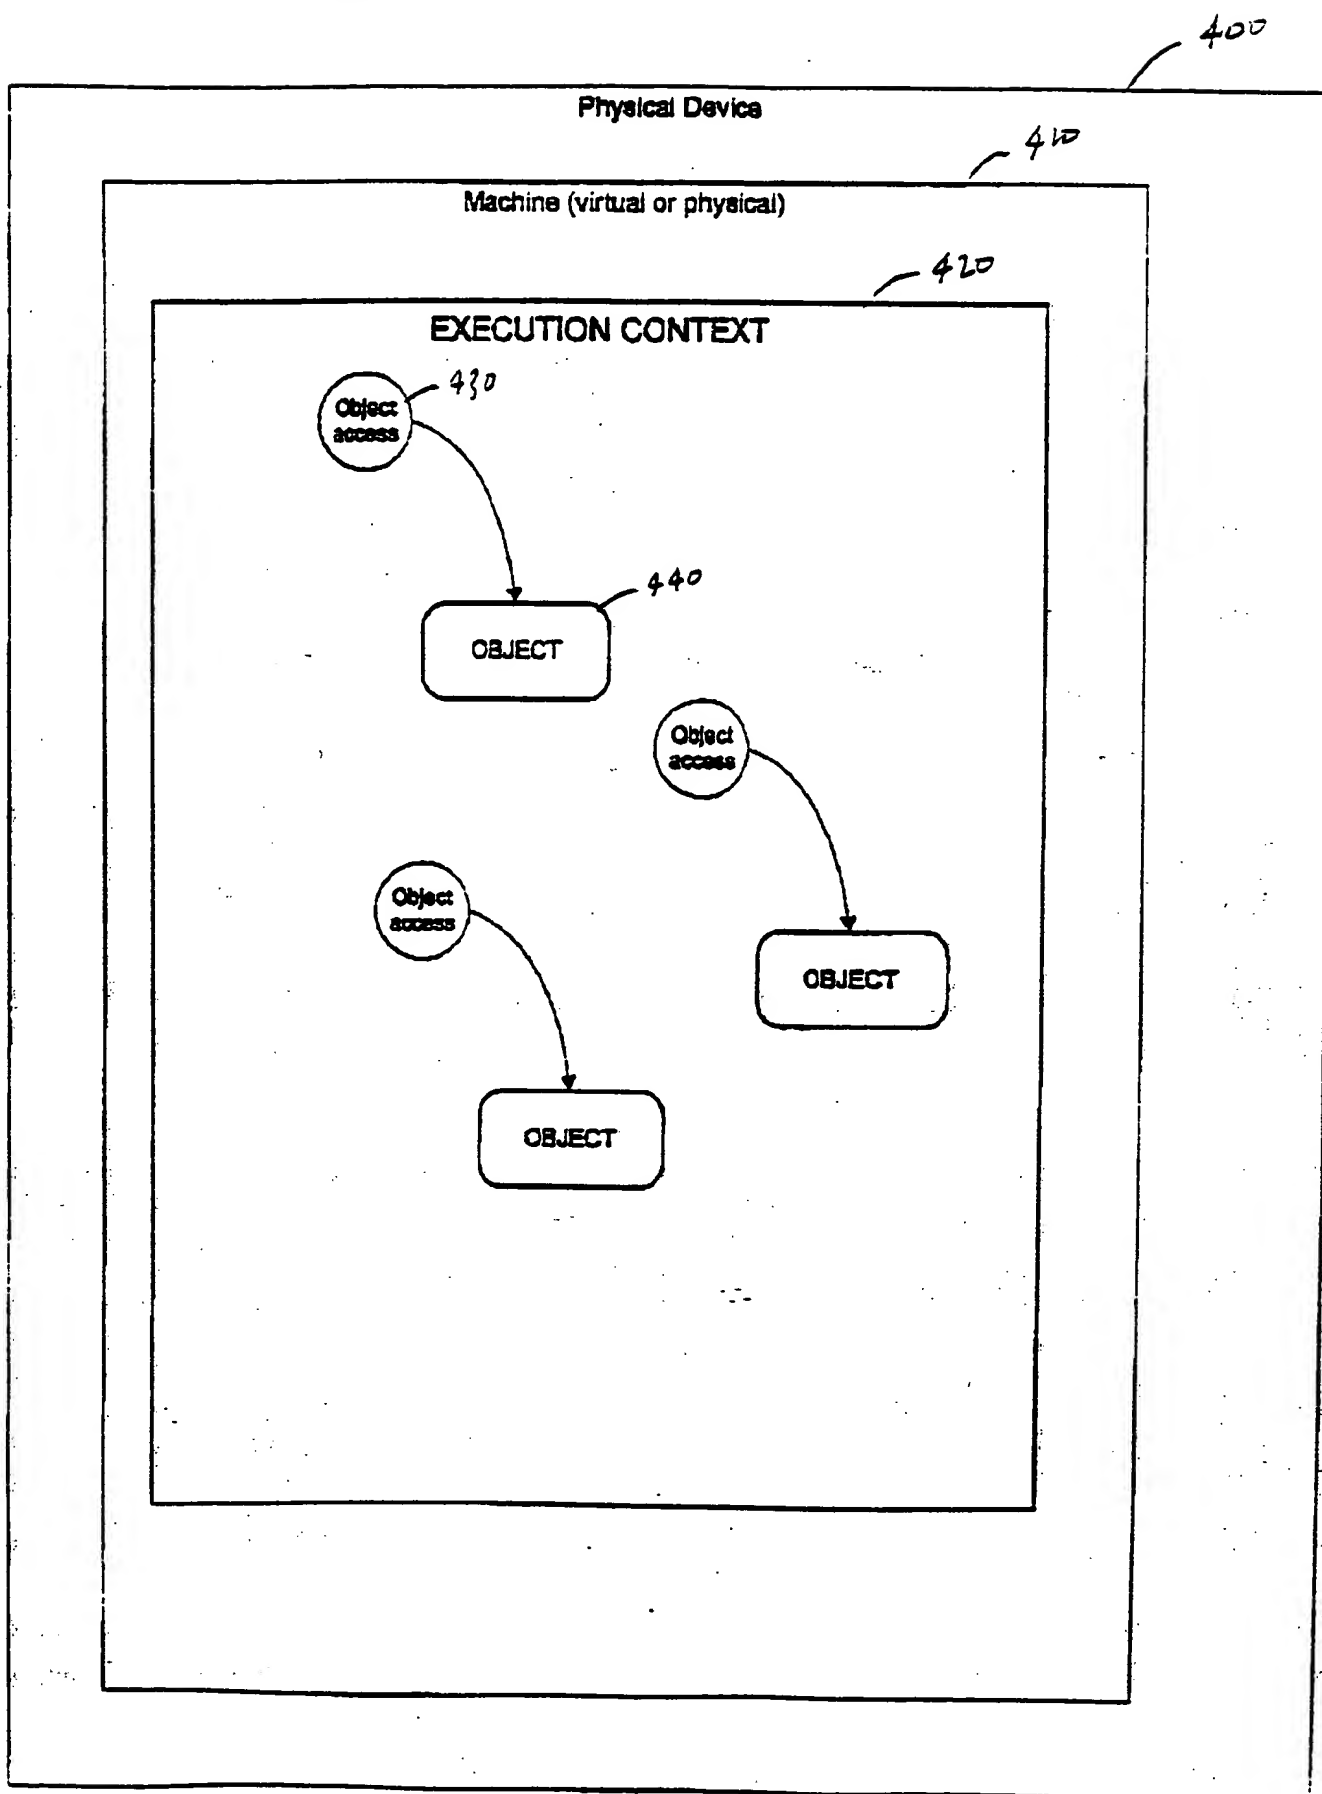 400
Physical Device
410
Machine (virtual or physical)
420
EXECUTION CONTEXT
430
Object
access
440
OBJECT
Object
access
Object
access
OBJECT
OBJECT